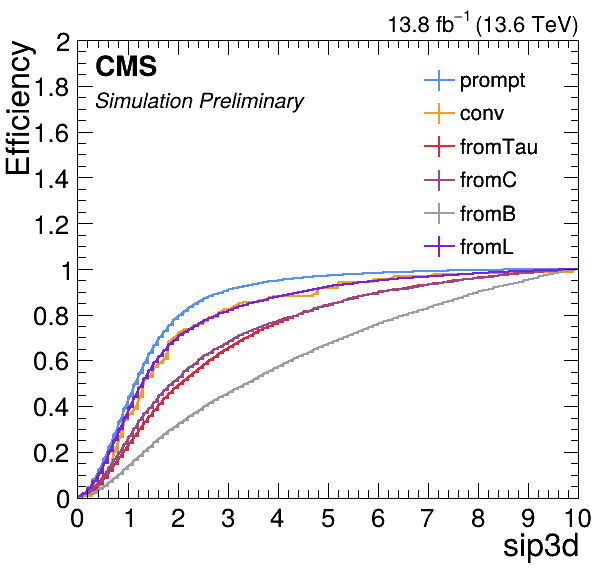 13.8 fb⁻¹ (13.6 TeV)
CMS
Simulation Preliminary
Efficiency
2
1.8
1.6
1.4
1.2
1
0.8
0.6
0.4
0.2
0
prompt
conv
fromTau
fromC
fromB
fromL
0 1 2 3 4 5 6 7 8 9 10
sip3d